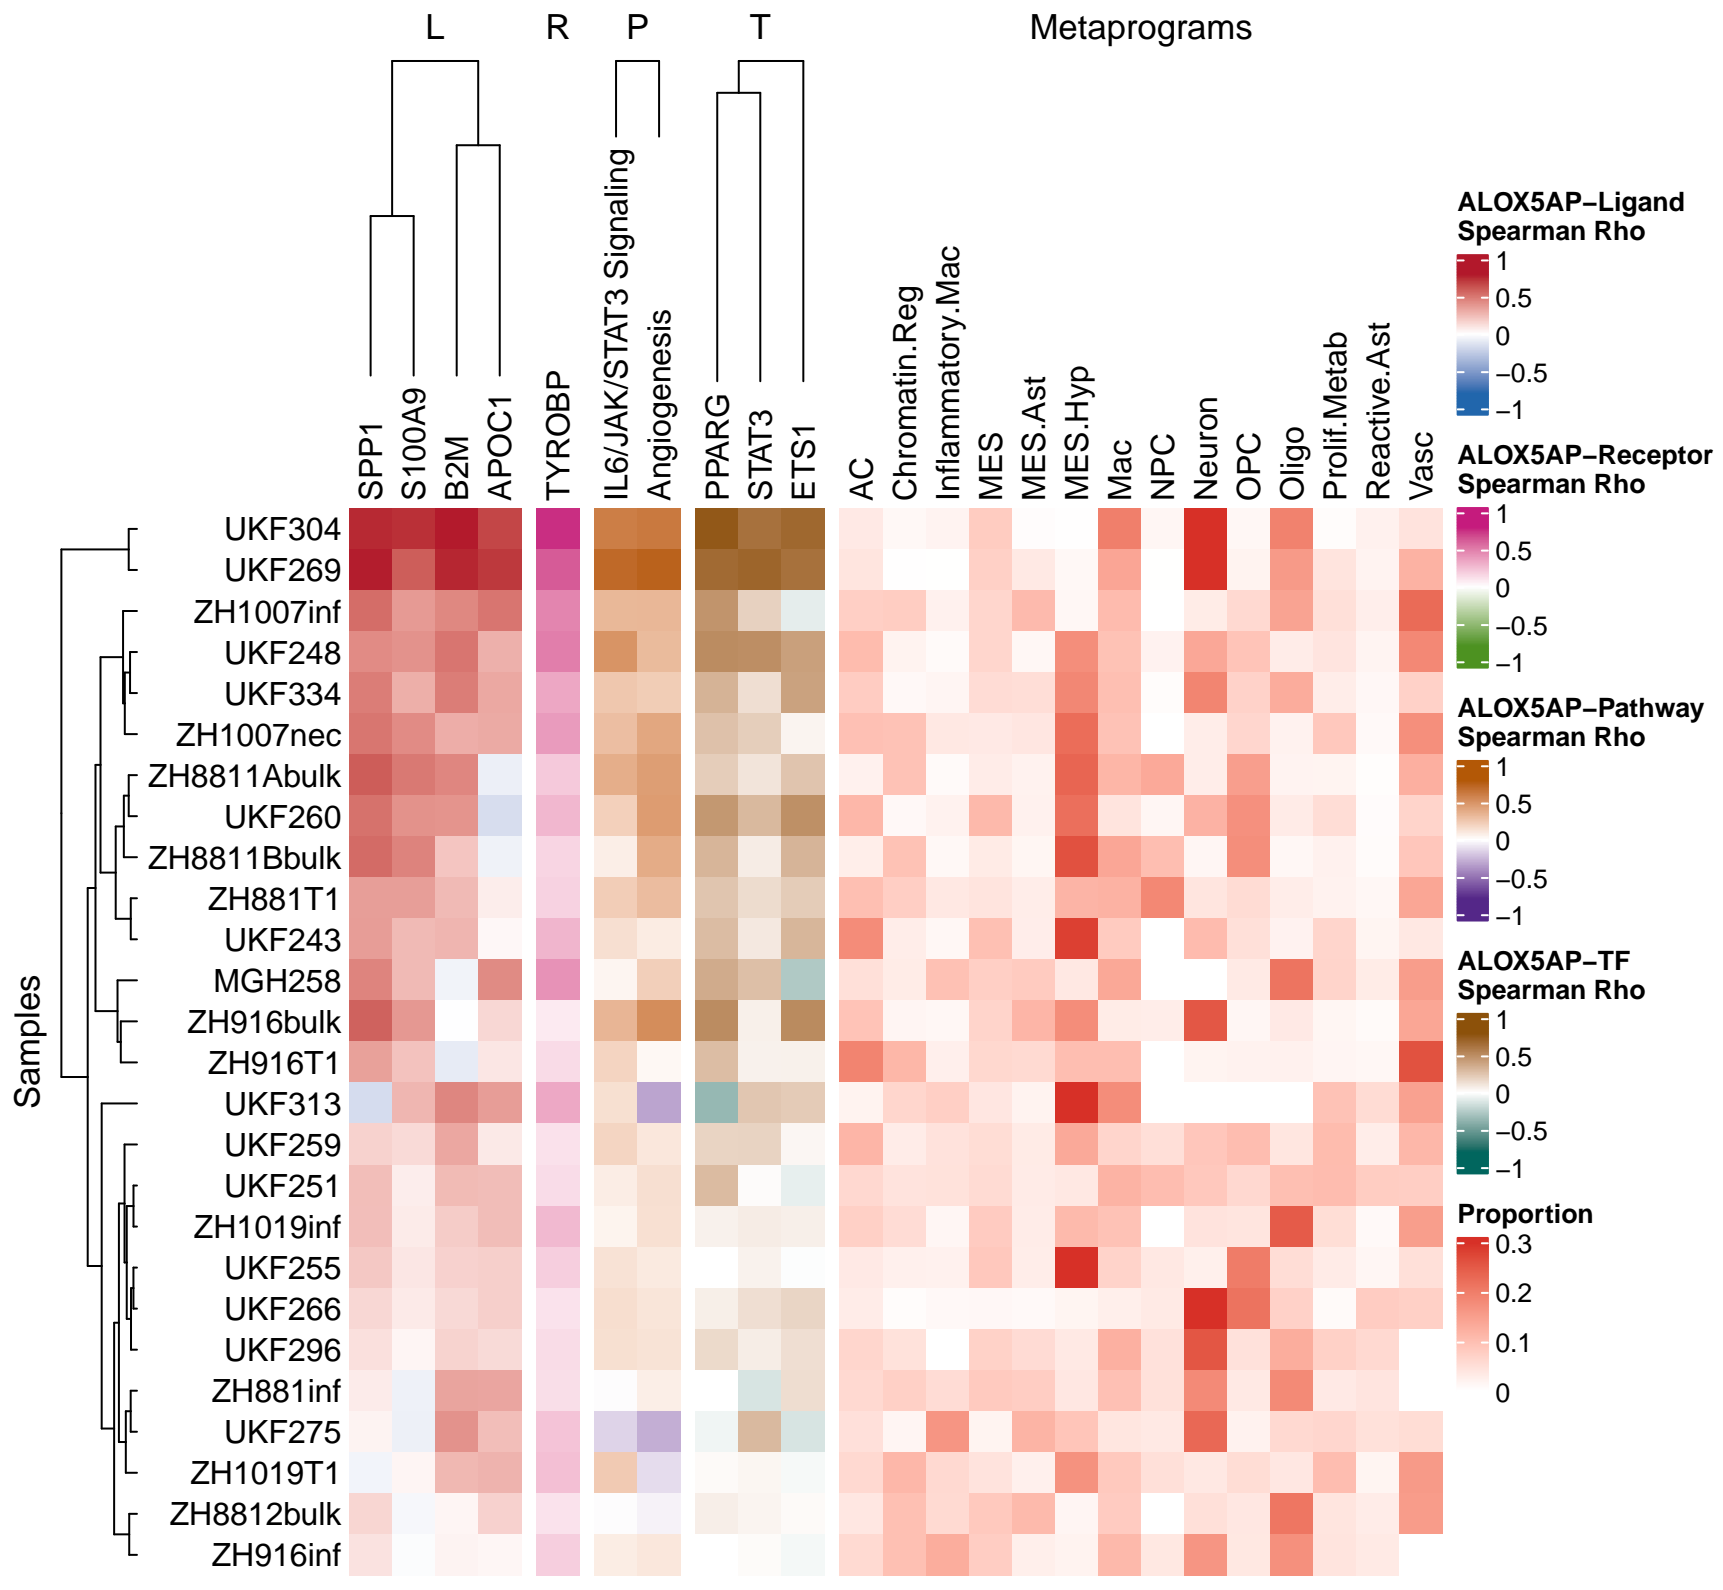 L R P T Metaprograms
SPP1
S100A9
B2M
APOC1
TYROBP
IL6/JAK/STAT3 Signaling
Angiogenesis
PPARG
STAT3
ETS1
AC
Chromatin.Reg
Inflammatory.Mac
MES
MES.Ast
MES.Hyp
Mac
NPC
Neuron
OPC
Oligo
Prolif.Metab
Reactive.Ast
Vasc
Samples
UKF304
UKF269
ZH1007inf
UKF248
UKF334
ZH1007nec
ZH8811Abulk
UKF260
ZH8811Bbulk
ZH881T1
UKF243
MGH258
ZH916bulk
ZH916T1
UKF313
UKF259
UKF251
ZH1019inf
UKF255
UKF266
UKF296
ZH881inf
UKF275
ZH1019T1
ZH8812bulk
ZH916inf
ALOX5AP−Ligand
Spearman Rho
1
0.5
0
−0.5
−1
ALOX5AP−Receptor
Spearman Rho
1
0.5
0
−0.5
−1
ALOX5AP−Pathway
Spearman Rho
1
0.5
0
−0.5
−1
ALOX5AP−TF
Spearman Rho
1
0.5
0
−0.5
−1
Proportion
0.3
0.2
0.1
0